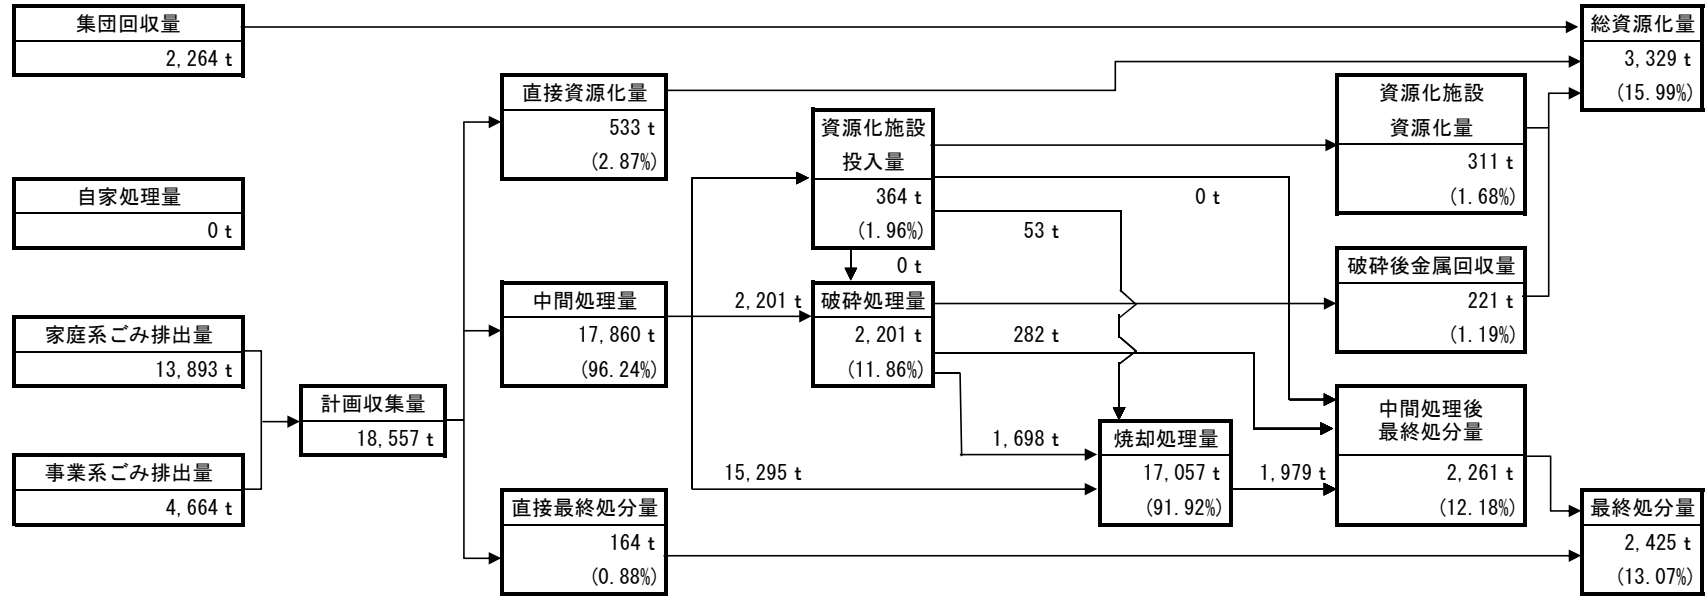 集団回収量
2,264 t
総資源化量
3,329 t
(15.99%)
直接資源化量
533 t
(2.87%)
資源化施設
投入量
364 t
(1.96%)
資源化施設
資源化量
311 t
(1.68%)
自家処理量
0 t
0 t
53 t
0 t
家庭系ごみ排出量
13,893 t
計画収集量
18,557 t
事業系ごみ排出量
4,664 t
中間処理量
17,860 t
(96.24%)
2,201 t
破砕処理量
2,201 t
(11.86%)
282 t
破砕後金属回収量
221 t
(1.19%)
1,698 t
15,295 t
焼却処理量
17,057 t
(91.92%)
1,979 t
中間処理後
最終処分量
2,261 t
(12.18%)
直接最終処分量
164 t
(0.88%)
最終処分量
2,425 t
(13.07%)